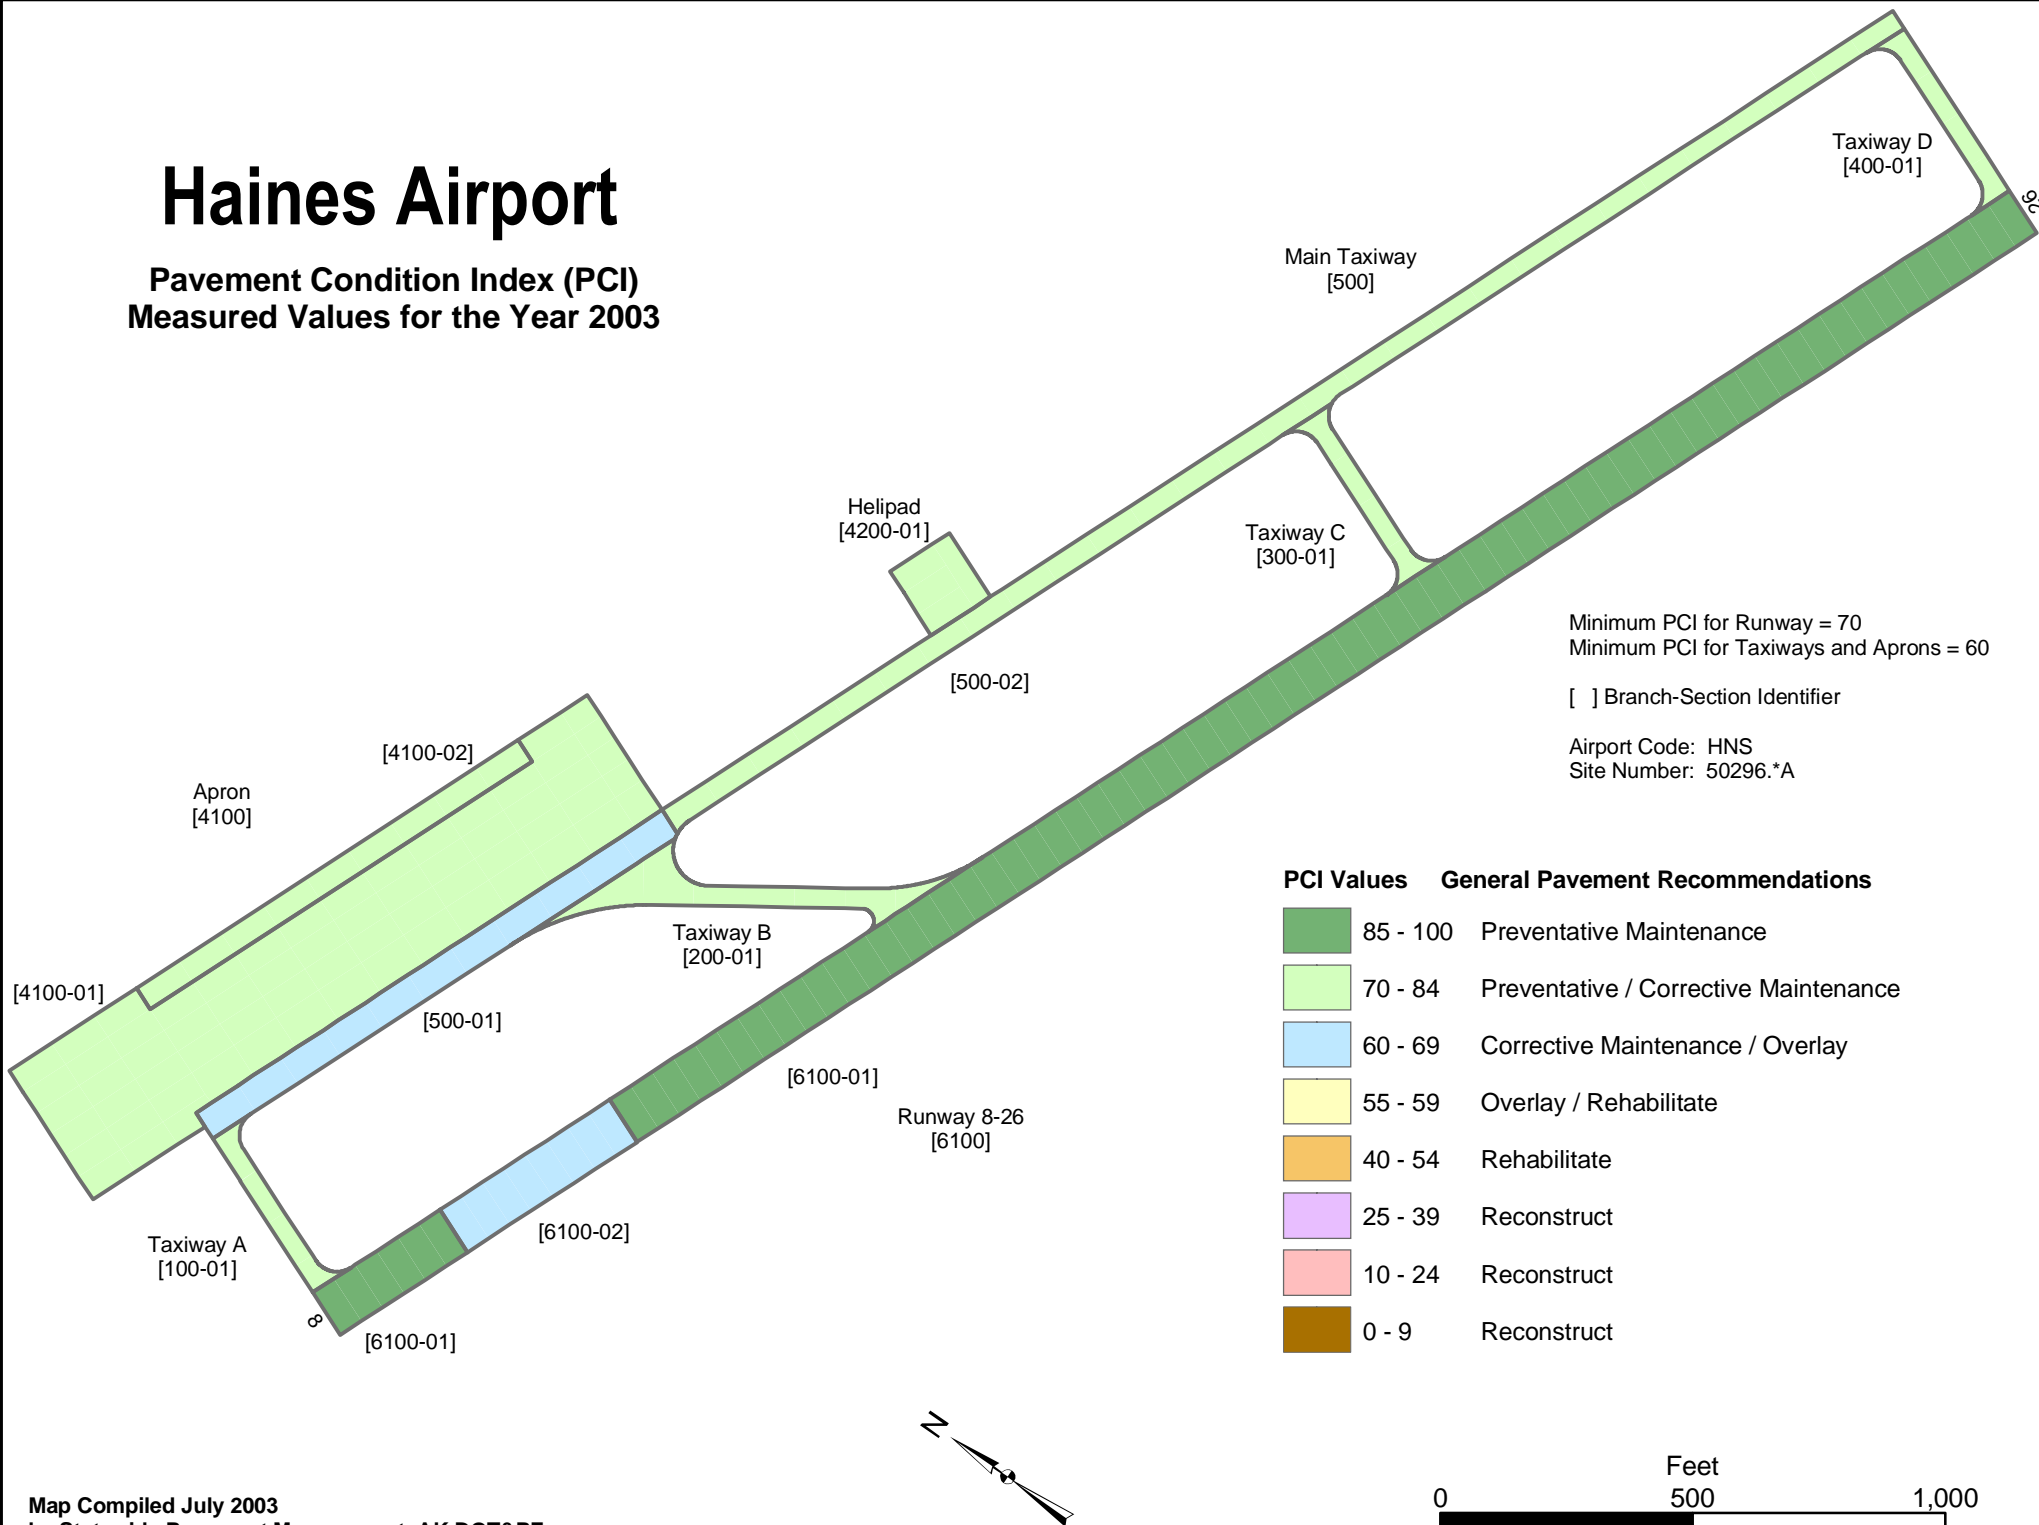 Haines Airport
Pavement Condition Index (PCI)
Measured Values for the Year 2003
Taxiway D
[400-01]
26
Main Taxiway
[500]
Helipad
[4200-01]
Taxiway C
[300-01]
Minimum PCI for Runway = 70
Minimum PCI for Taxiways and Aprons = 60
[ ] Branch-Section Identifier
Airport Code: HNS
Site Number: 50296.*A
[500-02]
[4100-02]
Apron
[4100]
Taxiway B
[200-01]
[4100-01]
[500-01]
[6100-01]
Runway 8-26
[6100]
[6100-02]
Taxiway A
[100-01]
8
[6100-01]
PCI Values General Pavement Recommendations
85 - 100 Preventative Maintenance
70 - 84 Preventative / Corrective Maintenance
60 - 69 Corrective Maintenance / Overlay
55 - 59 Overlay / Rehabilitate
40 - 54 Rehabilitate
25 - 39 Reconstruct
10 - 24 Reconstruct
0 - 9 Reconstruct
N
Feet
0 500 1,000
Map Compiled July 2003